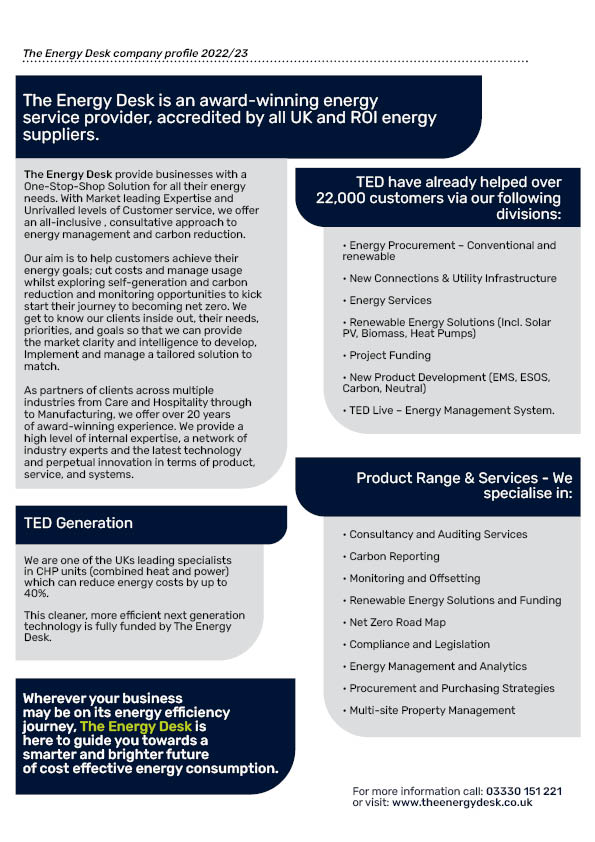 The Energy Desk company profile 2022/23
The Energy Desk is an award-winning energy
service provider, accredited by all UK and ROI energy
suppliers.
The Energy Desk provide businesses with a
One-Stop-Shop Solution for all their energy
needs. With Market leading Expertise and
Unrivalled levels of Customer service, we offer
an all-inclusive , consultative approach to
energy management and carbon reduction.
Our aim is to help customers achieve their
energy goals; cut costs and manage usage
whilst exploring self-generation and carbon
reduction and monitoring opportunities to kick
start their journey to becoming net zero. We
get to know our clients inside out, their needs,
priorities, and goals so that we can provide
the market clarity and intelligence to develop,
Implement and manage a tailored solution to
match.
As partners of clients across multiple
industries from Care and Hospitality through
to Manufacturing, we offer over 20 years
of award-winning experience. We provide a
high level of internal expertise, a network of
industry experts and the latest technology
and perpetual innovation in terms of product,
service, and systems.
TED Generation
We are one of the UKs leading specialists
in CHP units (combined heat and power)
which can reduce energy costs by up to
40%.
This cleaner, more efficient next generation
technology is fully funded by The Energy
Desk.
Wherever your business
may be on its energy efficiency
journey, The Energy Desk is
here to guide you towards a
smarter and brighter future
of cost effective energy consumption.
TED have already helped over
22,000 customers via our following
divisions:
• Energy Procurement – Conventional and
renewable
• New Connections & Utility Infrastructure
• Energy Services
• Renewable Energy Solutions (Incl. Solar
PV, Biomass, Heat Pumps)
• Project Funding
• New Product Development (EMS, ESOS,
Carbon, Neutral)
• TED Live – Energy Management System.
Product Range & Services - We
specialise in:
• Consultancy and Auditing Services
• Carbon Reporting
• Monitoring and Offsetting
• Renewable Energy Solutions and Funding
• Net Zero Road Map
• Compliance and Legislation
• Energy Management and Analytics
• Procurement and Purchasing Strategies
• Multi-site Property Management
For more information call: 03330 151 221
or visit: www.theenergydesk.co.uk